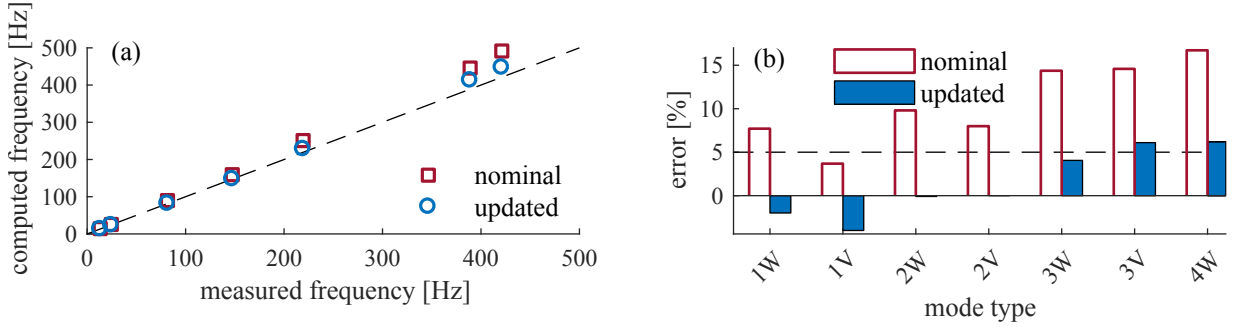 computed frequency [Hz]
500
400
300
200
100
0
(a)
nominal
updated
0 100 200 300 400 500
measured frequency [Hz]
error [%]
15
10
5
0
(b)
nominal
updated
1W 1V 2W 2V 3W 3V 4W
mode type